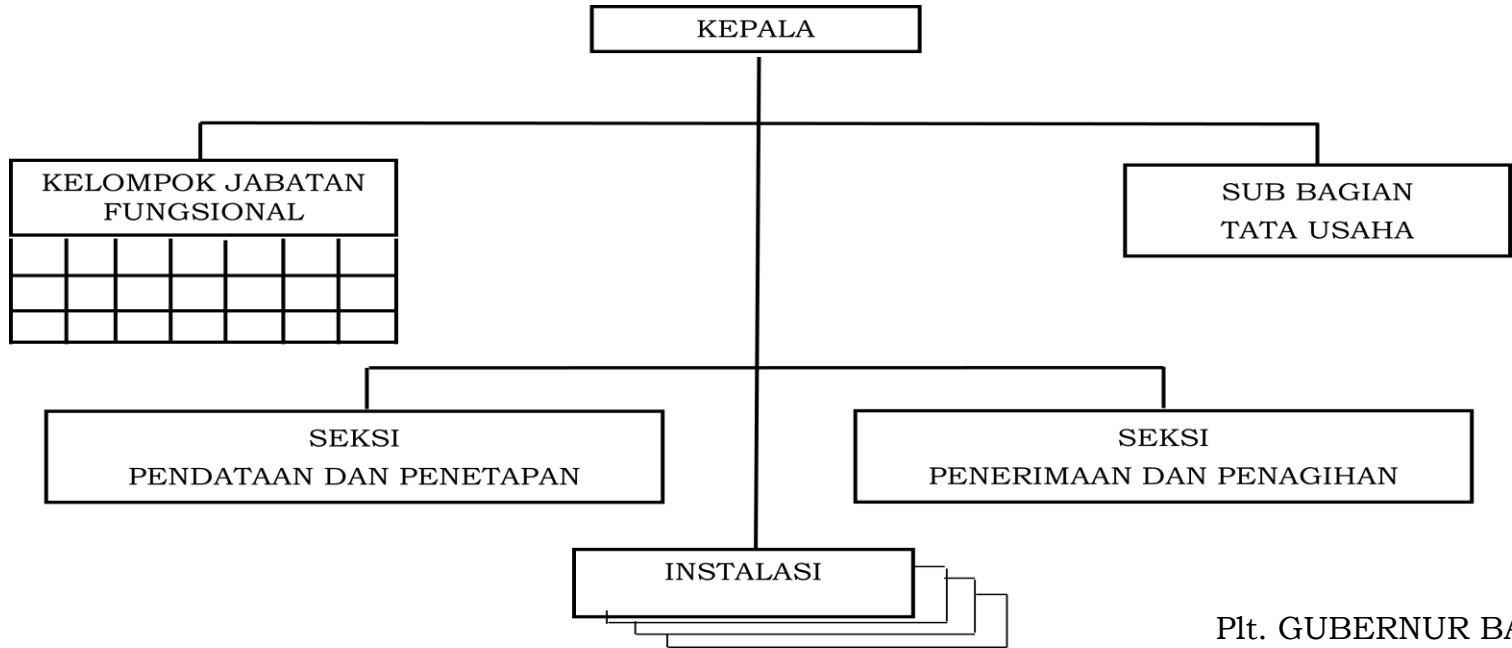 KEPALA
KELOMPOK JABATAN
FUNGSIONAL
SUB BAGIAN
TATA USAHA
SEKSI
PENDATAAN DAN PENETAPAN
SEKSI
PENERIMAAN DAN PENAGIHAN
INSTALASI
Plt. GUBERNUR